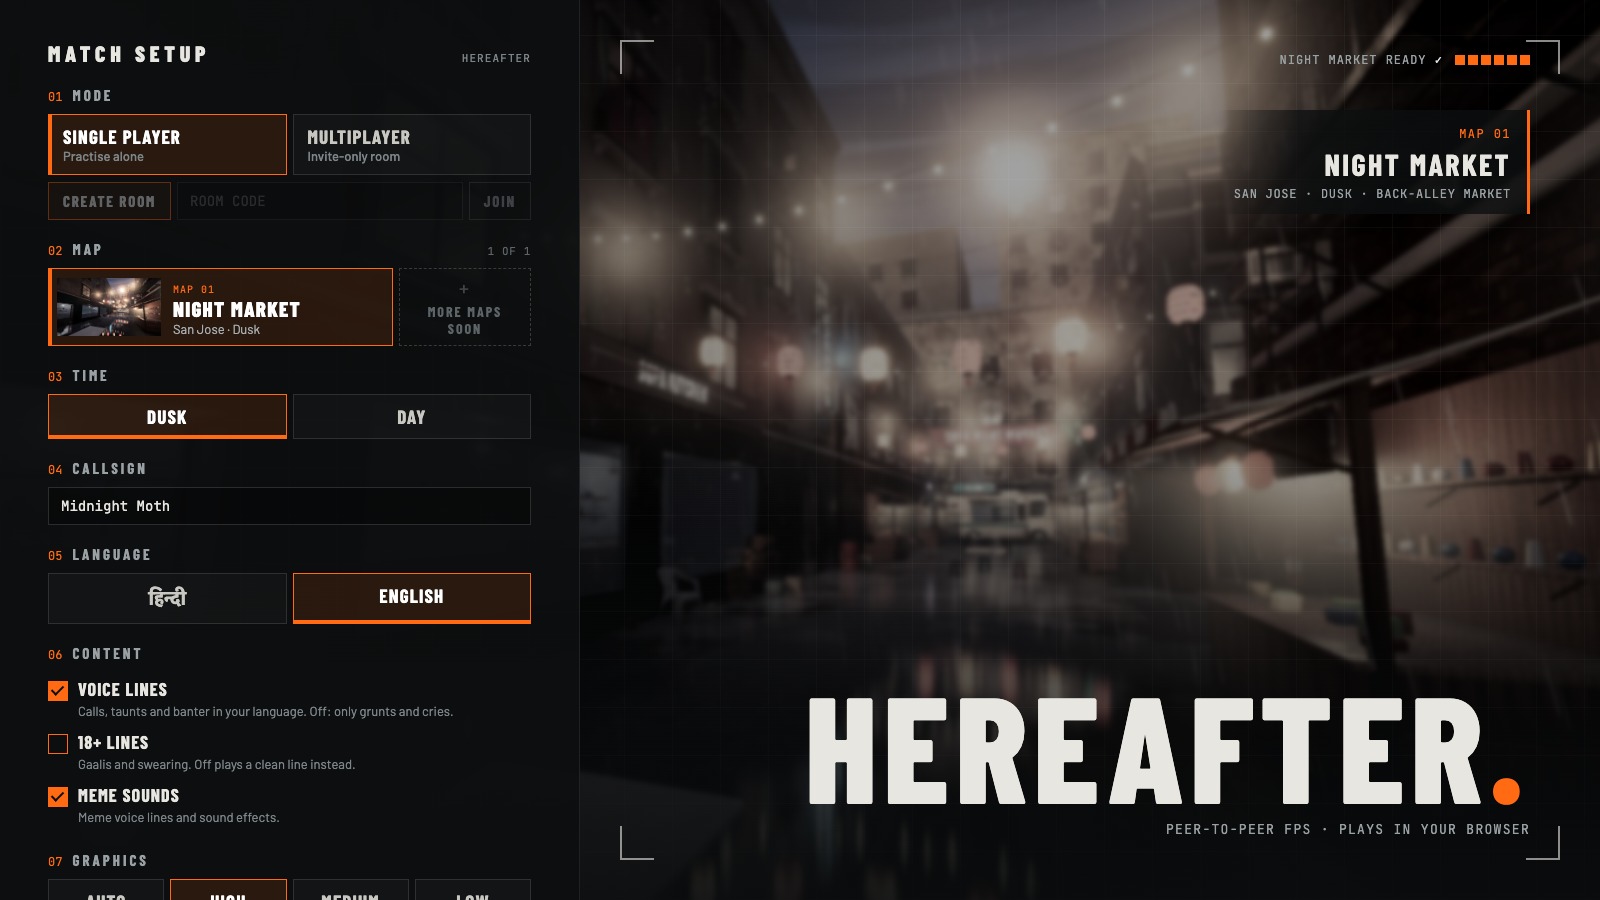 MATCH SETUP
HEREAFTER
01 MODE
SINGLE PLAYER
Practise alone
MULTIPLAYER
Invite-only room
CREATE ROOM
ROOM CODE
JOIN
02 MAP
1 OF 1
MAP 01
NIGHT MARKET
San Jose · Dusk
+
MORE MAPS
SOON
03 TIME
DUSK
DAY
04 CALLSIGN
Midnight Moth
05 LANGUAGE
हिन्दी
ENGLISH
06 CONTENT
VOICE LINES
Calls, taunts and banter in your language. Off: only grunts and cries.
18+ LINES
Gaalis and swearing. Off plays a clean line instead.
MEME SOUNDS
Meme voice lines and sound effects.
07 GRAPHICS
AUTO
HIGH
MEDIUM
LOW
NIGHT MARKET READY ✓
MAP 01
NIGHT MARKET
SAN JOSE · DUSK · BACK-ALLEY MARKET
HEREAFTER.
PEER-TO-PEER FPS · PLAYS IN YOUR BROWSER